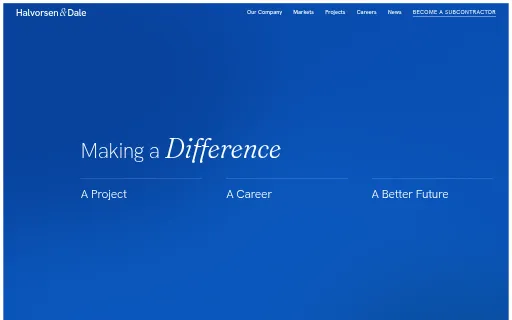 Halvorsen & Dale
Our Company Markets Projects Careers News BECOME A SUBCONTRACTOR
Making a Difference
A Project A Career A Better Future